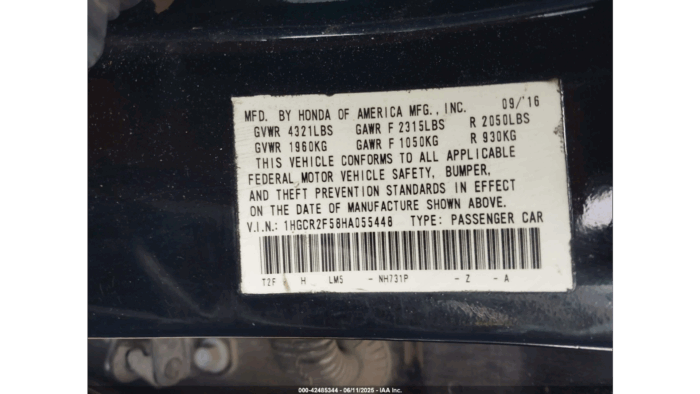 MFD. BY HONDA OF AMERICA MFG., INC. 09/'16
GVWR 4321LBS GAWR F 2315LBS R 2050LBS
GVWR 1960KG GAWR F 1050KG R 930KG
THIS VEHICLE CONFORMS TO ALL APPLICABLE
FEDERAL MOTOR VEHICLE SAFETY, BUMPER,
AND THEFT PREVENTION STANDARDS IN EFFECT
ON THE DATE OF MANUFACTURE SHOWN ABOVE.
V.I.N.: 1HGCR2F58HA055448 TYPE: PASSENGER CAR
T2F H LM5 - NH731P - Z - A
000-42485344 - 06/11/2025 - IAA Inc.